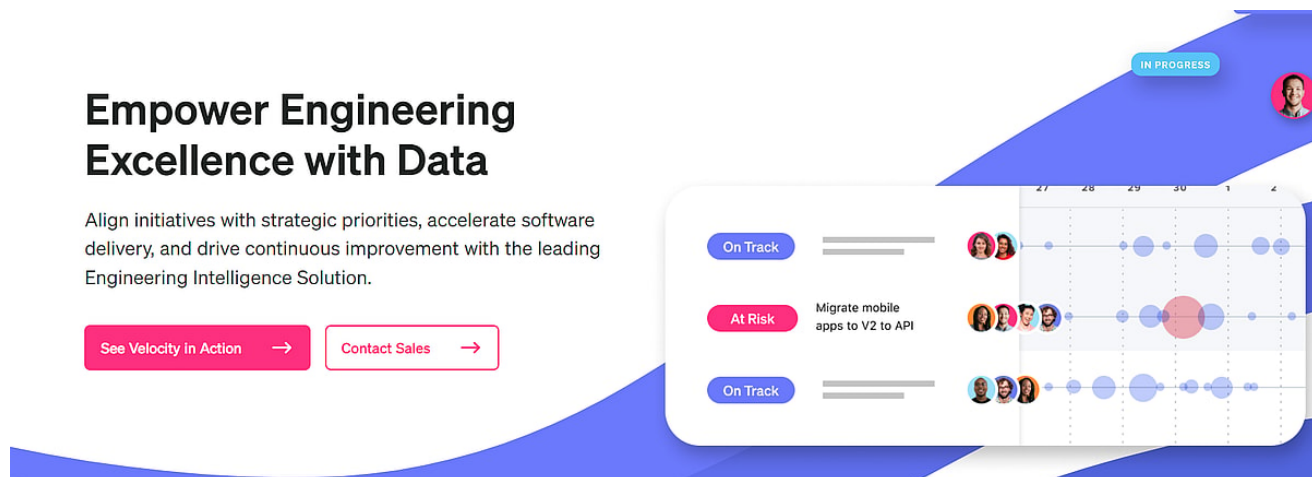 IN PROGRESS
Empower Engineering
Excellence with Data
Align initiatives with strategic priorities, accelerate software
delivery, and drive continuous improvement with the leading
Engineering Intelligence Solution.
See Velocity in Action →
Contact Sales →
27 28 29 30 1 2
On Track
At Risk
Migrate mobile
apps to V2 to API
On Track